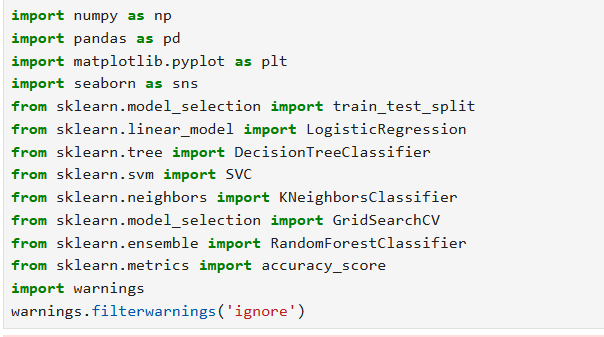 import numpy as np
import pandas as pd
import matplotlib.pyplot as plt
import seaborn as sns
from sklearn.model_selection import train_test_split
from sklearn.linear_model import LogisticRegression
from sklearn.tree import DecisionTreeClassifier
from sklearn.svm import SVC
from sklearn.neighbors import KNeighborsClassifier
from sklearn.model_selection import GridSearchCV
from sklearn.ensemble import RandomForestClassifier
from sklearn.metrics import accuracy_score
import warnings
warnings.filterwarnings('ignore')